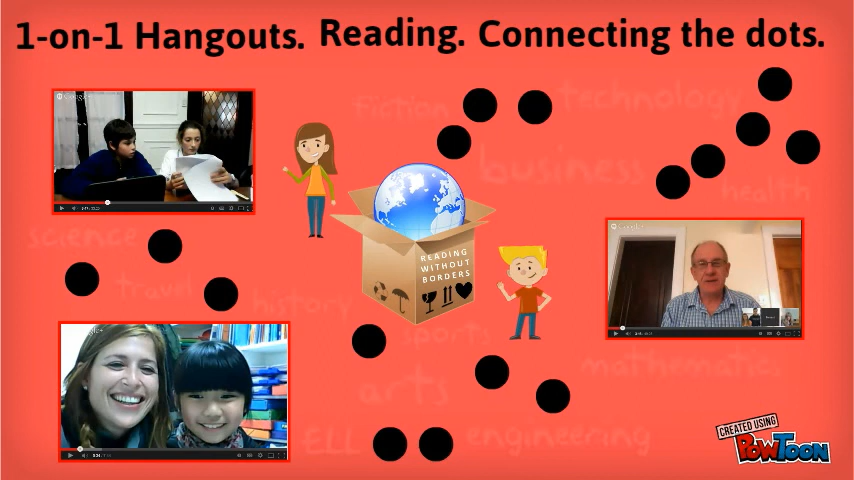 1-on-1 Hangouts. Reading. Connecting the dots.
Fiction
technology
business
health
science
READING
WITHOUT
BORDERS
history
sports
mathematics
arts
ELL
engineering
CREATED USING
POWTOON